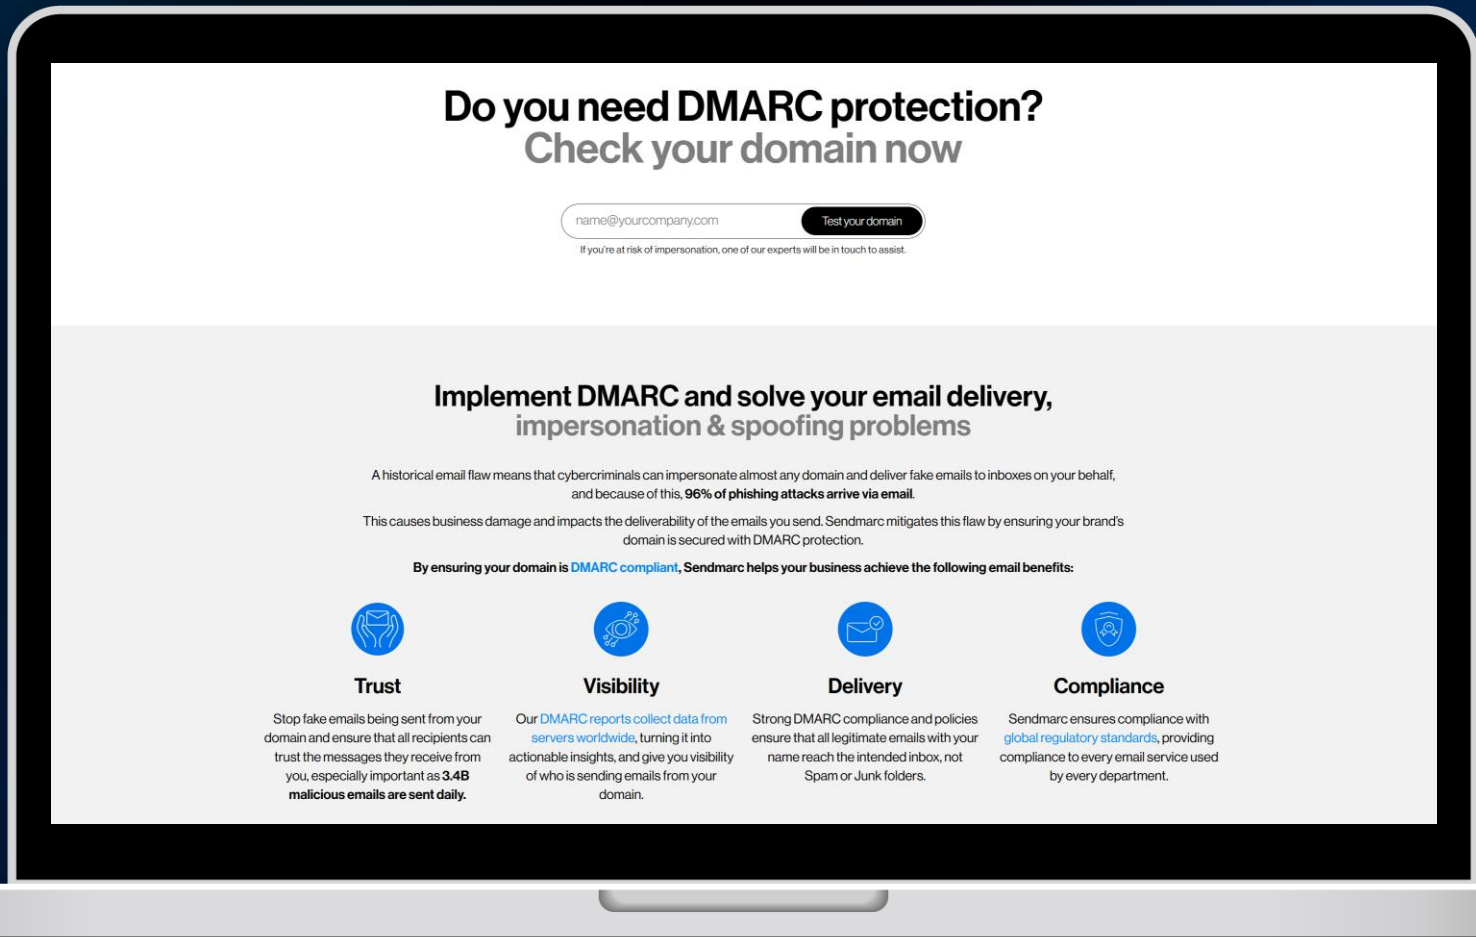 Do you need DMARC protection?
Check your domain now
name@yourcompany.com
Test your domain
If you're at risk of impersonation, one of our experts will be in touch to assist.
Implement DMARC and solve your email delivery,
impersonation & spoofing problems
A historical email flaw means that cybercriminals can impersonate almost any domain and deliver fake emails to inboxes on your behalf,
and because of this, 96% of phishing attacks arrive via email.
This causes business damage and impacts the deliverability of the emails you send. Sendmarc mitigates this flaw by ensuring your brand's
domain is secured with DMARC protection.
By ensuring your domain is DMARC compliant, Sendmarc helps your business achieve the following email benefits:
Trust
Stop fake emails being sent from your
domain and ensure that all recipients can
trust the messages they receive from
you, especially important as 3.4B
malicious emails are sent daily.
Visibility
Our DMARC reports collect data from
servers worldwide, turning it into
actionable insights, and give you visibility
of who is sending emails from your
domain.
Delivery
Strong DMARC compliance and policies
ensure that all legitimate emails with your
name reach the intended inbox, not
Spam or Junk folders.
Compliance
Sendmarc ensures compliance with
global regulatory standards, providing
compliance to every email service used
by every department.